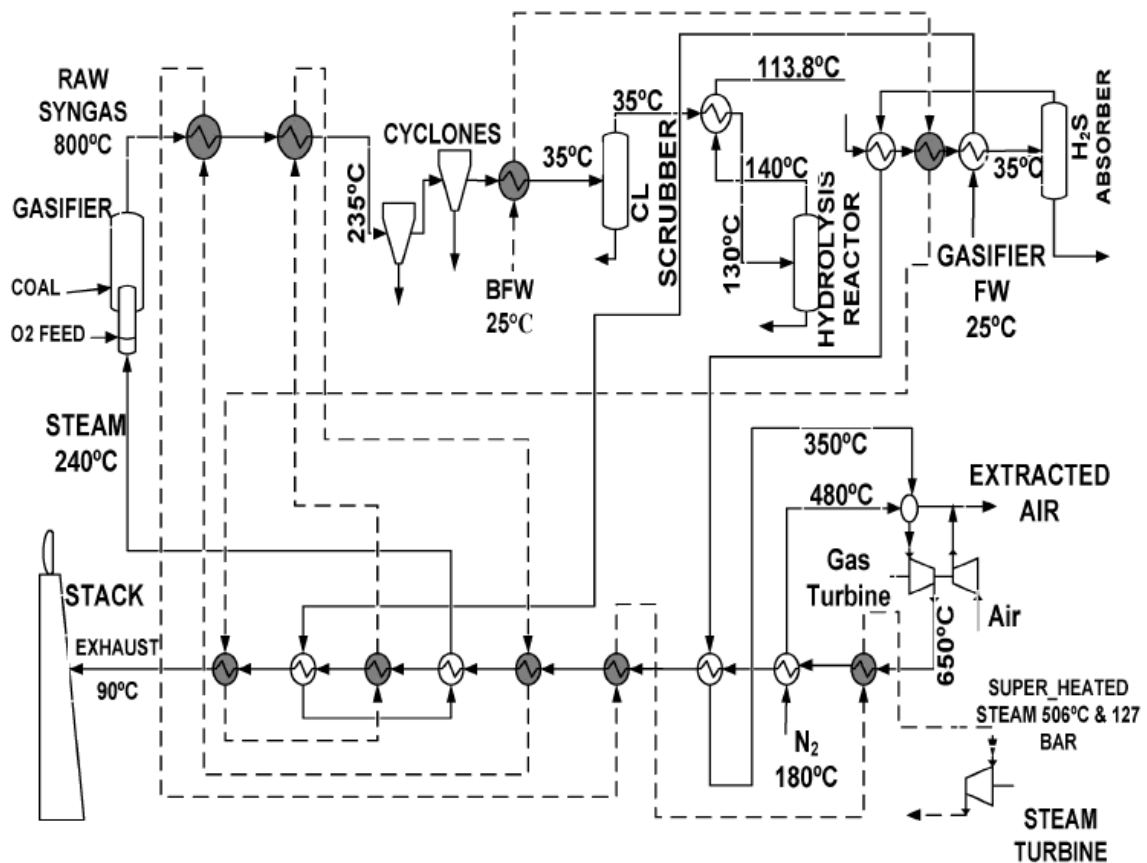 RAW
SYNGAS
800ºC
GASIFIER
COAL
O2 FEED
STEAM
240ºC
235ºC
CYCLONES
BFW
25°C
35ºC
CL
SCRUBBER
35ºC
113.8ºC
140ºC
130ºC
HYDROLYSIS
REACTOR
35ºC
H2S
ABSORBER
GASIFIER
FW
25ºC
350ºC
480ºC
EXTRACTED
AIR
Gas
Turbine
Air
650ºC
STACK
EXHAUST
90ºC
N2
180ºC
SUPER_HEATED
STEAM 506ºC & 127
BAR
STEAM
TURBINE